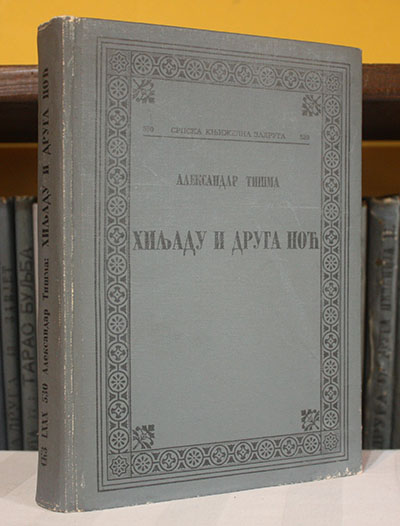 530 СРПСКА КЊИЖЕВНА ЗАДРУГА 530
АЛЕКСАНДАР ТИШМА
ХИЉАДУ И ДРУГА НОЋ
СКЗ LXXX 530 Александар Тишма: ХИЉАДУ И ДРУГА НОЋ
ТАРАС БУЉБА